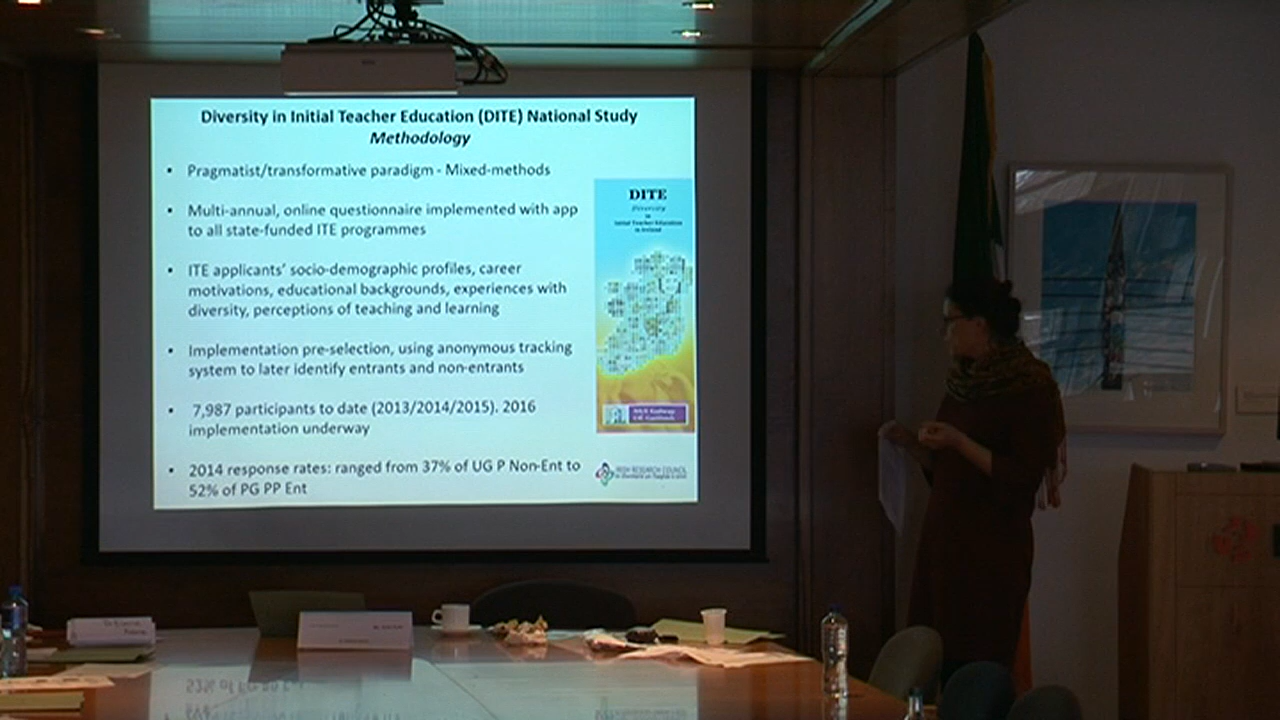 Diversity in Initial Teacher Education (DITE) National Study
Methodology
• Pragmatist/transformative paradigm - Mixed-methods
• Multi-annual, online questionnaire implemented with app
to all state-funded ITE programmes
• ITE applicants' socio-demographic profiles, career
motivations, educational backgrounds, experiences with
diversity, perceptions of teaching and learning
• Implementation pre-selection, using anonymous tracking
system to later identify entrants and non-entrants
• 7,987 participants to date (2013/2014/2015). 2016
implementation underway
• 2014 response rates: ranged from 37% of UG P Non-Ent to
52% of PG PP Ent
DITE
Diversity
in
Initial Teacher Education
in Ireland
NUI Galway
IRISH RESEARCH COUNCIL